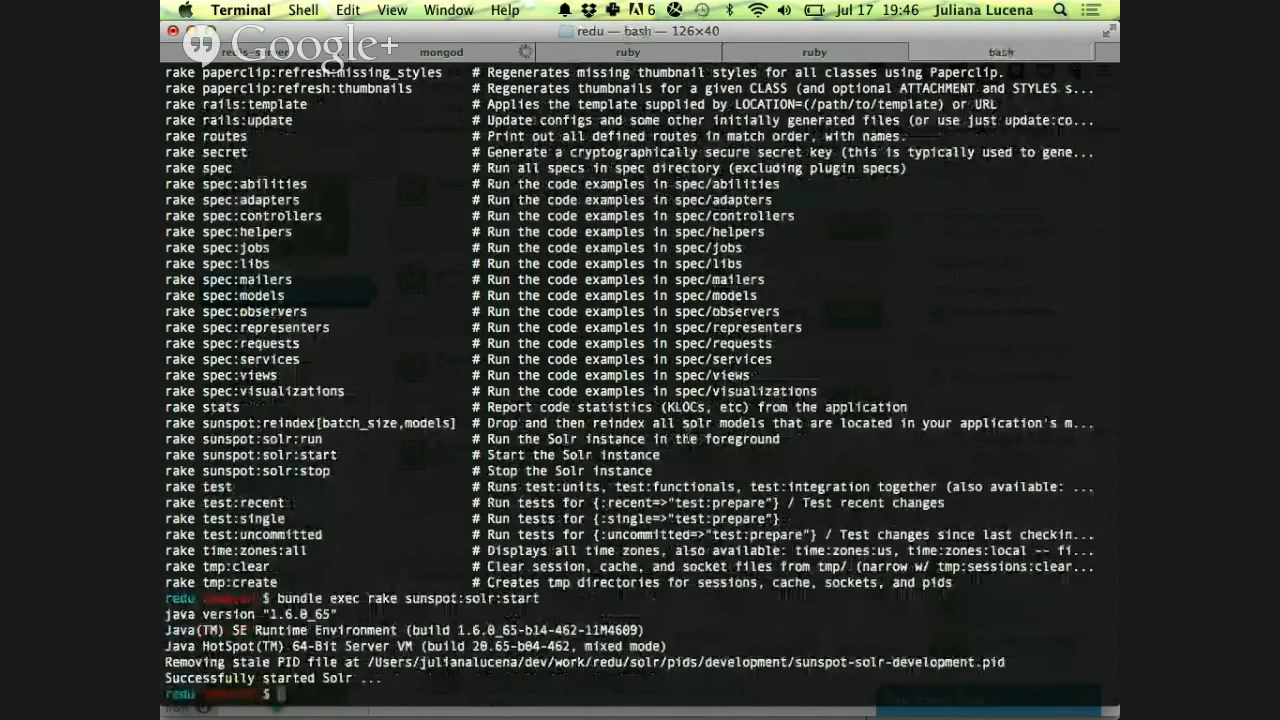 Terminal Shell Edit View Window Help 6 Jul 17 19:46 Juliana Lucena
redu — bash — 126×40
Google+
redis-server mongod ruby ruby bash
rake paperclip:refresh:missing_styles # Regenerates missing thumbnail styles for all classes using Paperclip.
rake paperclip:refresh:thumbnails # Regenerates thumbnails for a given CLASS (and optional ATTACHMENT and STYLES s...
rake rails:template # Applies the template supplied by LOCATION=(/path/to/template) or URL
rake rails:update # Update configs and some other initially generated files (or use just update:co...
rake routes # Print out all defined routes in match order, with names.
rake secret # Generate a cryptographically secure secret key (this is typically used to gene...
rake spec # Run all specs in spec directory (excluding plugin specs)
rake spec:abilities # Run the code examples in spec/abilities
rake spec:adapters # Run the code examples in spec/adapters
rake spec:controllers # Run the code examples in spec/controllers
rake spec:helpers # Run the code examples in spec/helpers
rake spec:jobs # Run the code examples in spec/jobs
rake spec:libs # Run the code examples in spec/libs
rake spec:mailers # Run the code examples in spec/mailers
rake spec:models # Run the code examples in spec/models
rake spec:observers # Run the code examples in spec/observers
rake spec:representers # Run the code examples in spec/representers
rake spec:requests # Run the code examples in spec/requests
rake spec:services # Run the code examples in spec/services
rake spec:views # Run the code examples in spec/views
rake spec:visualizations # Run the code examples in spec/visualizations
rake stats # Report code statistics (KLOCs, etc) from the application
rake sunspot:reindex[batch_size,models] # Drop and then reindex all solr models that are located in your application's m...
rake sunspot:solr:run # Run the Solr instance in the foreground
rake sunspot:solr:start # Start the Solr instance
rake sunspot:solr:stop # Stop the Solr instance
rake test # Runs test:units, test:functionals, test:integration together (also available: ...
rake test:recent # Run tests for {:recent=>"test:prepare"} / Test recent changes
rake test:single # Run tests for {:single=>"test:prepare"}
rake test:uncommitted # Run tests for {:uncommitted=>"test:prepare"} / Test changes since last checkin...
rake time:zones:all # Displays all time zones, also available: time:zones:us, time:zones:local -- fi...
rake tmp:clear # Clear session, cache, and socket files from tmp/ (narrow w/ tmp:sessions:clear...
rake tmp:create # Creates tmp directories for sessions, cache, sockets, and pids
redu $ bundle exec rake sunspot:solr:start
java version "1.6.0_65"
Java(TM) SE Runtime Environment (build 1.6.0_65-b14-462-11M4609)
Java HotSpot(TM) 64-Bit Server VM (build 20.65-b04-462, mixed mode)
Removing stale PID file at /Users/julianalucena/dev/work/redu/solr/pids/development/sunspot-solr-development.pid
Successfully started Solr ...
redu $